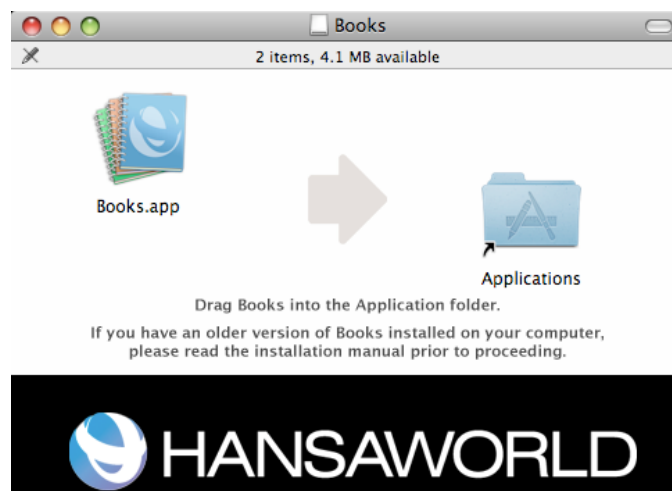 Books
2 items, 4.1 MB available
Books.app
Applications
Drag Books into the Application folder.
If you have an older version of Books installed on your computer,
please read the installation manual prior to proceeding.
HANSAWORLD